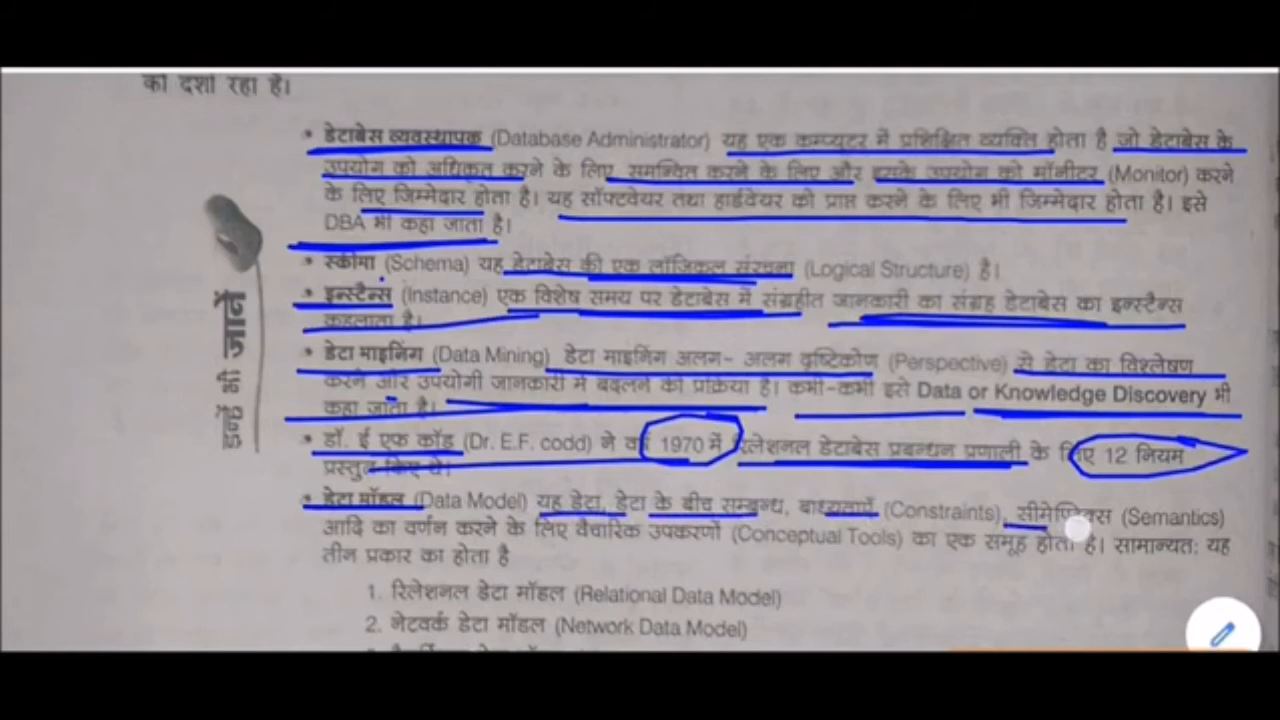 को दर्शा रहा है।
• डेटाबेस व्यवस्थापक (Database Administrator) यह एक कम्प्यूटर में प्रशिक्षित व्यक्ति होता है जो डेटाबेस के
उपयोग को अधिकृत करने के लिए, समन्वित करने के लिए और इसके उपयोग को मॉनीटर (Monitor) करने
के लिए जिम्मेदार होता है। यह सॉफ्टवेयर तथा हार्डवेयर को प्राप्त करने के लिए भी जिम्मेदार होता है। इसे
DBA भी कहा जाता है।
• स्कीमा (Schema) यह डेटाबेस की एक लॉजिकल संरचना (Logical Structure) है।
• इन्स्टैन्स (Instance) एक विशेष समय पर डेटाबेस में संग्रहीत जानकारी का संग्रह डेटाबेस का इन्स्टैन्स
कहलाता है।
इन्हें भी जानें
• डेटा माइनिंग (Data Mining) डेटा माइनिंग अलग- अलग दृष्टिकोण (Perspective) से डेटा का विश्लेषण
करने और उपयोगी जानकारी में बदलने की प्रक्रिया है। कभी-कभी इसे Data or Knowledge Discovery भी
कहा जाता है।
• डॉ. ई एफ कॉड (Dr. E.F. codd) ने वर्ष 1970 में रिलेशनल डेटाबेस प्रबन्धन प्रणाली के लिए 12 नियम
प्रस्तुत किए थे।
• डेटा मॉडल (Data Model) यह डेटा, डेटा के बीच सम्बन्ध, बाध्यताएँ (Constraints), सीमेण्टिक्स (Semantics)
आदि का वर्णन करने के लिए वैचारिक उपकरणों (Conceptual Tools) का एक समूह होता है। सामान्यत: यह
तीन प्रकार का होता है
1. रिलेशनल डेटा मॉडल (Relational Data Model)
2. नेटवर्क डेटा मॉडल (Network Data Model)